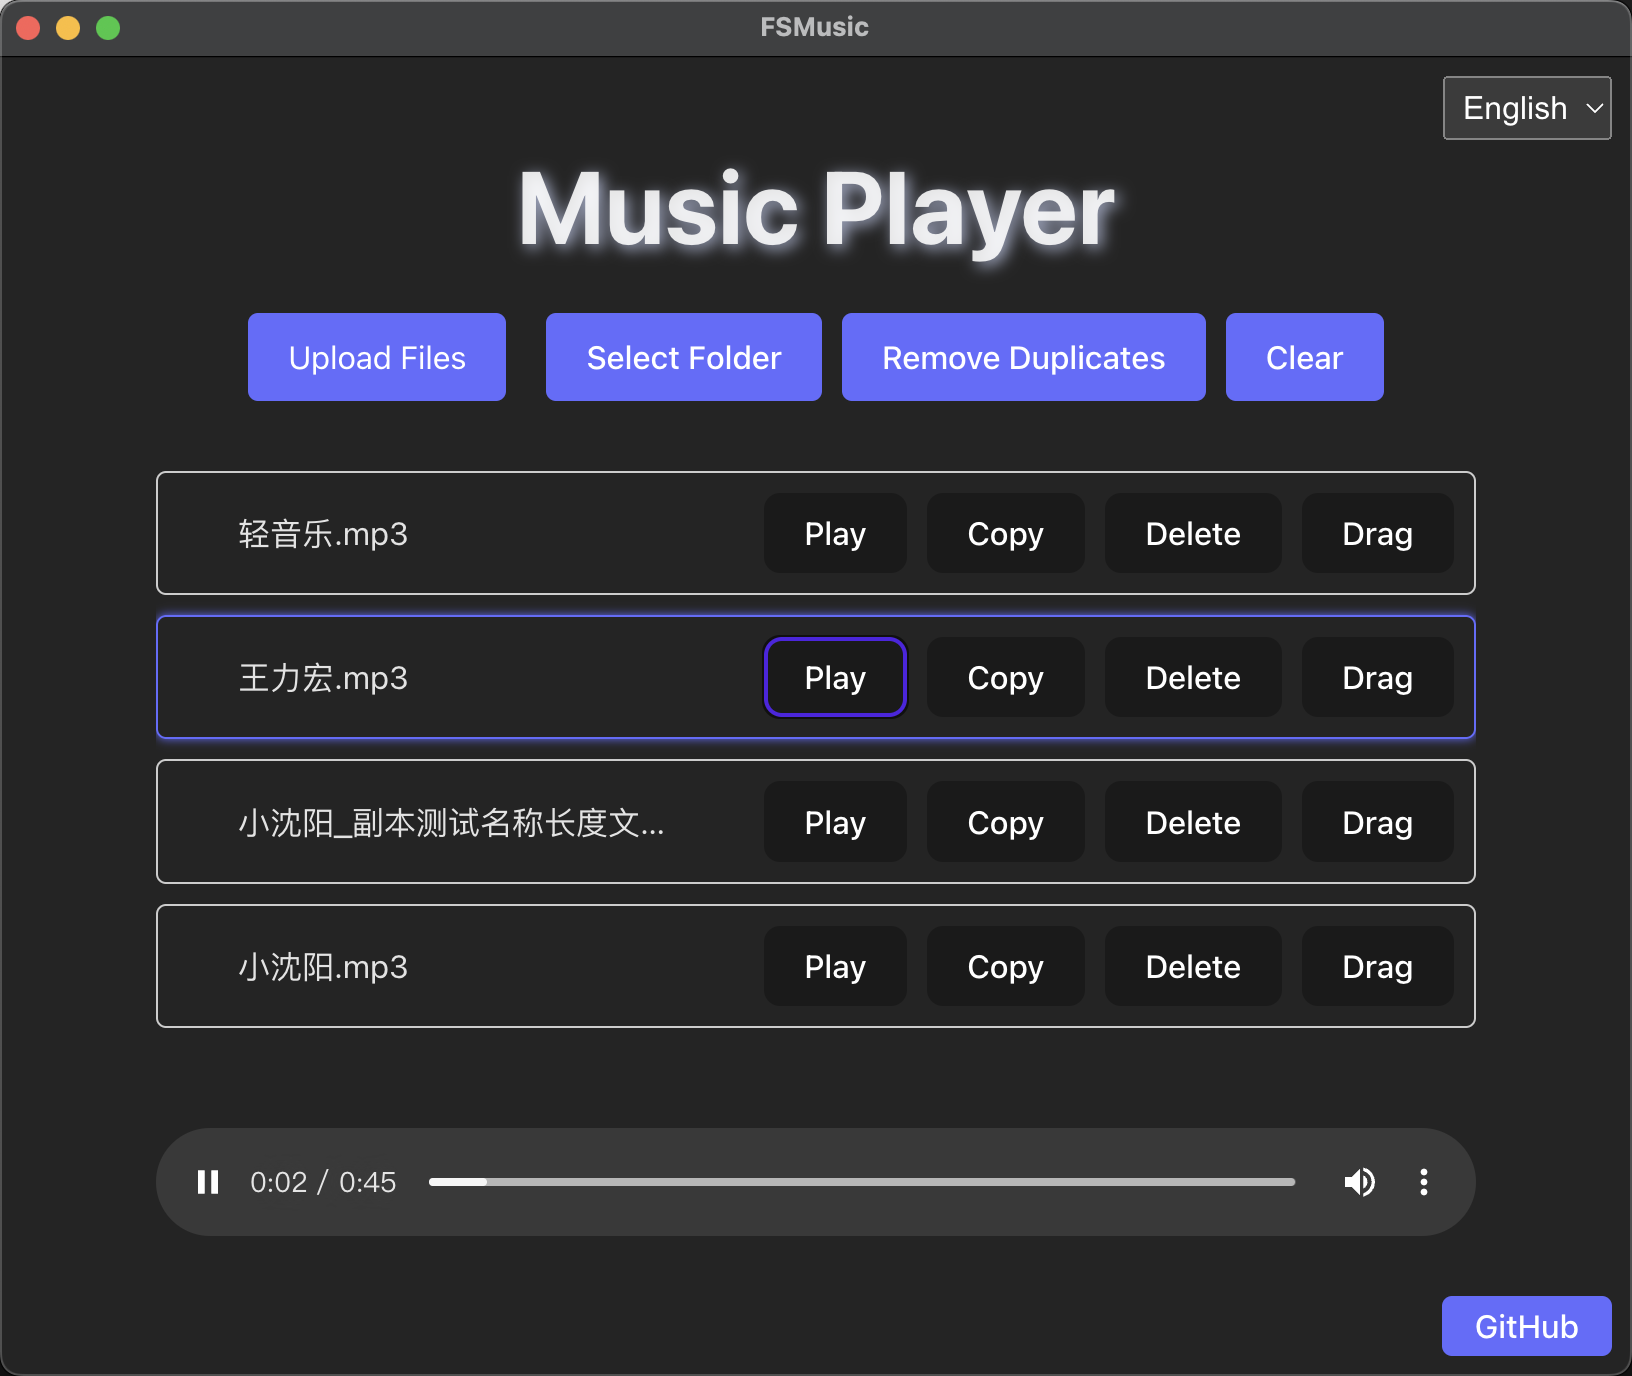 FSMusic
English
Music Player
Upload Files Select Folder Remove Duplicates Clear
轻音乐.mp3 Play Copy Delete Drag
王力宏.mp3 Play Copy Delete Drag
小沈阳_副本测试名称长度文... Play Copy Delete Drag
小沈阳.mp3 Play Copy Delete Drag
0:02 / 0:45
GitHub